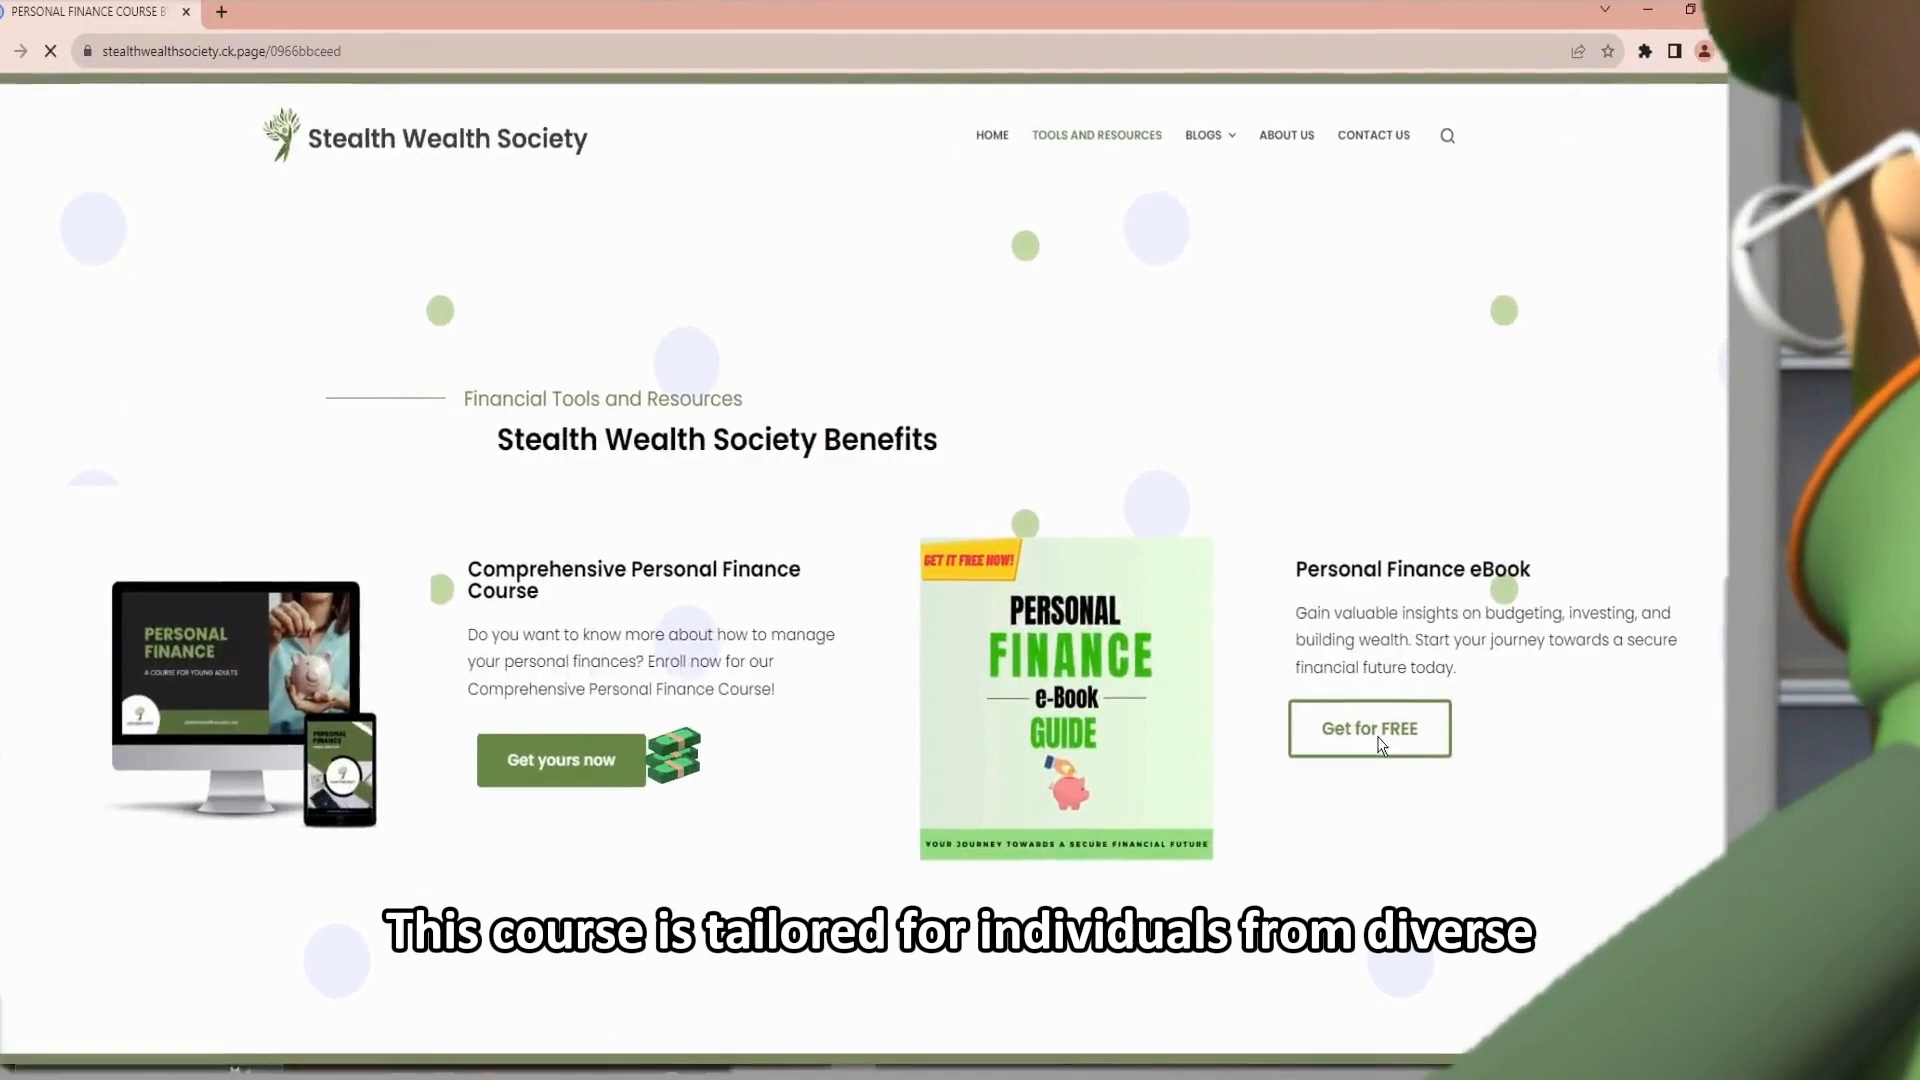 PERSONAL FINANCE COURSE B
stealthwealthsociety.ck.page/0966bbceed
Stealth Wealth Society
HOME
TOOLS AND RESOURCES
BLOGS
ABOUT US
CONTACT US
Financial Tools and Resources
Stealth Wealth Society Benefits
PERSONAL
FINANCE
A COURSE FOR YOUNG ADULTS
Comprehensive Personal Finance
Course
Do you want to know more about how to manage
your personal finances? Enroll now for our
Comprehensive Personal Finance Course!
Get yours now
GET IT FREE NOW!
PERSONAL
FINANCE
e-Book
GUIDE
YOUR JOURNEY TOWARDS A SECURE FINANCIAL FUTURE
Personal Finance eBook
Gain valuable insights on budgeting, investing, and
building wealth. Start your journey towards a secure
financial future today.
Get for FREE
This course is tailored for individuals from diverse